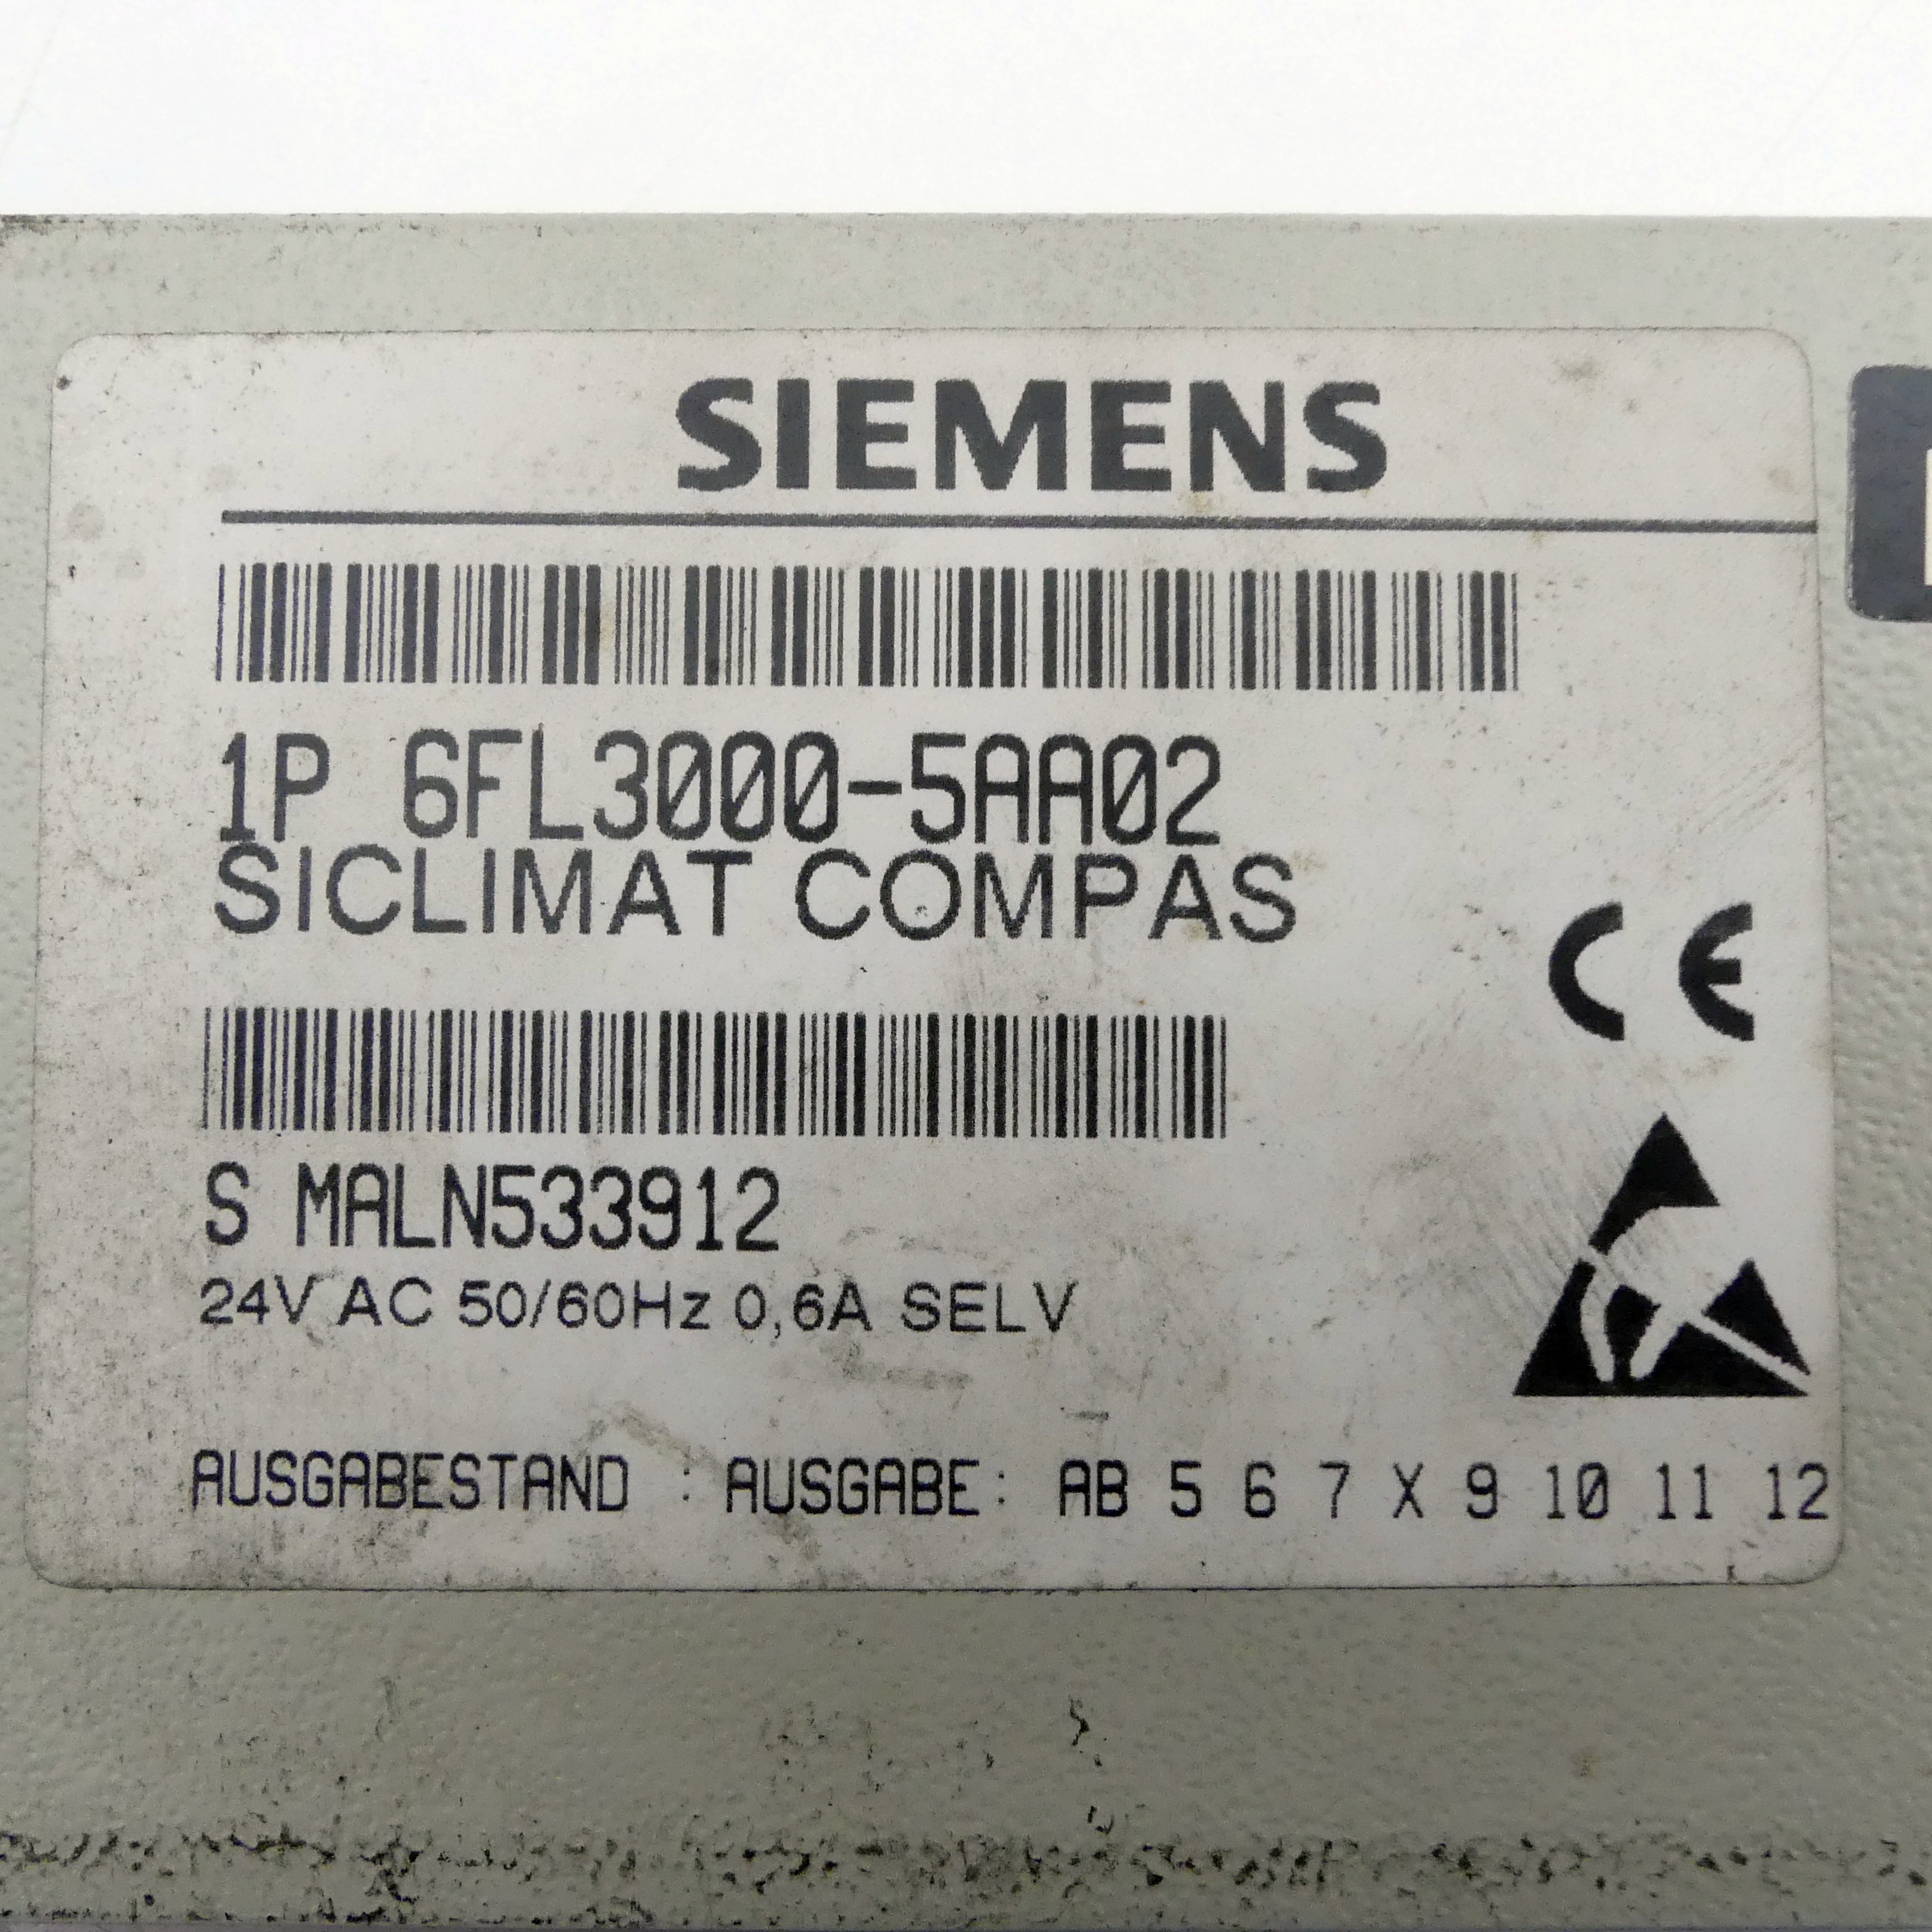 SIEMENS
1P 6FL3000-5AA02
SICLIMAT COMPAS
CE
S MALN533912
24V AC 50/60Hz 0,6A SELV
AUSGABESTAND : AUSGABE: AB 5 6 7 X 9 10 11 12